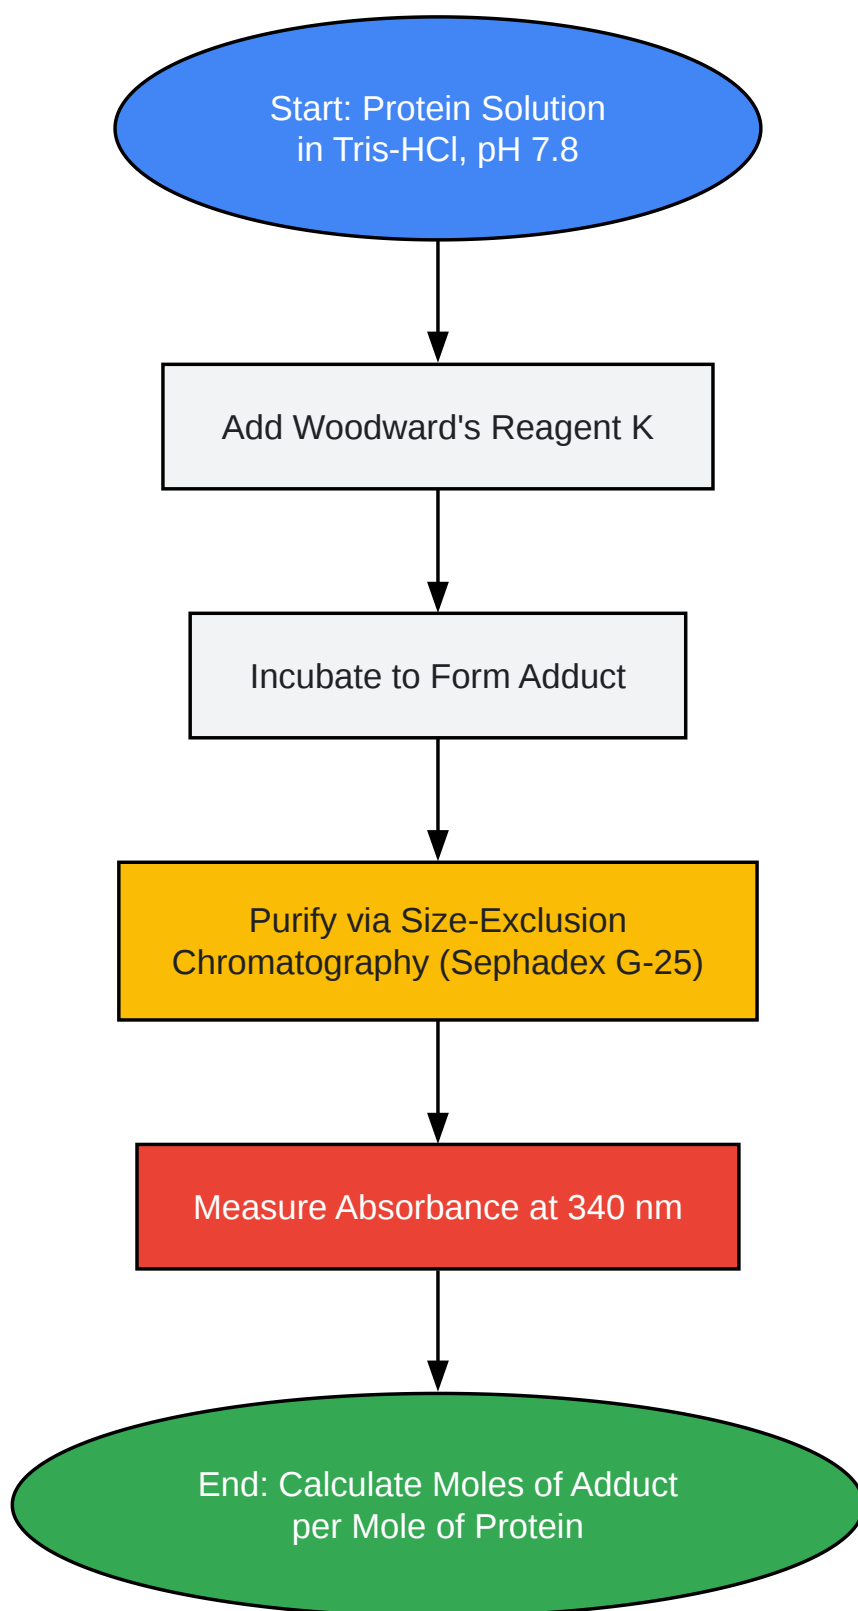 Start: Protein Solution
in Tris-HCl, pH 7.8
Add Woodward's Reagent K
Incubate to Form Adduct
Purify via Size-Exclusion
Chromatography (Sephadex G-25)
Measure Absorbance at 340 nm
End: Calculate Moles of Adduct
per Mole of Protein